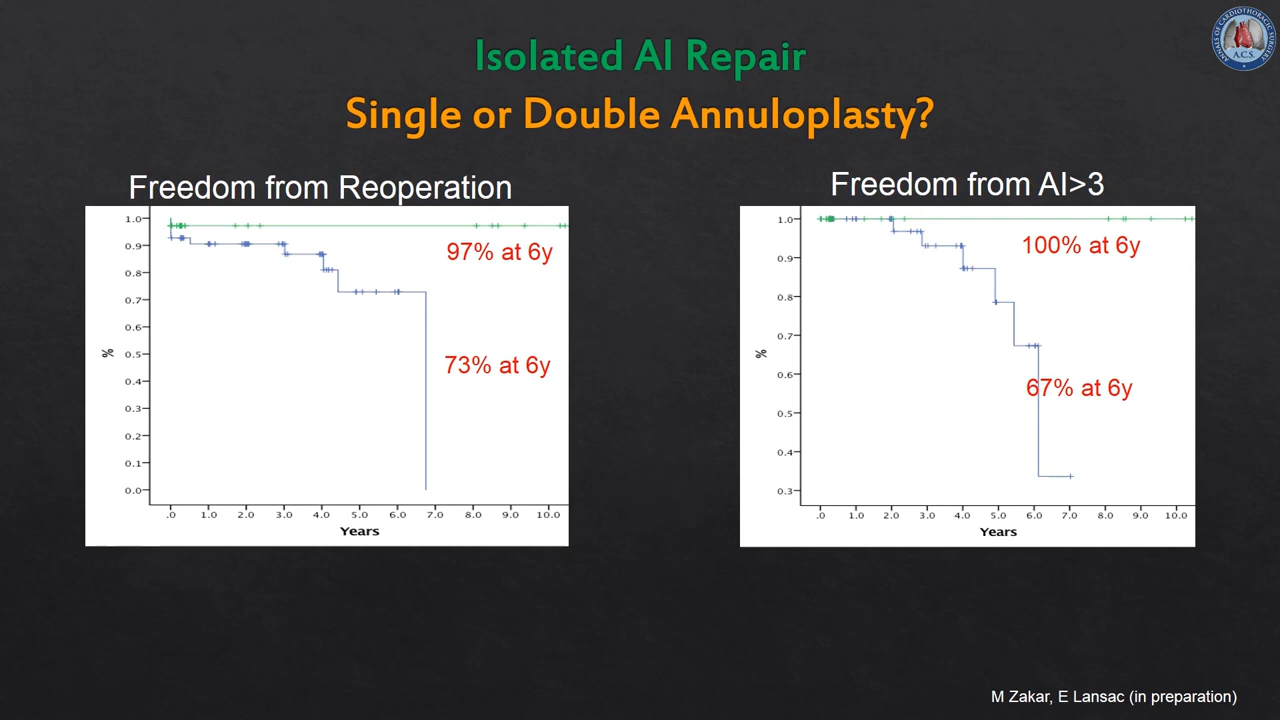 ANNALS OF CARDIOTHORACIC SURGERY
A.C.S.
Isolated AI Repair
Single or Double Annuloplasty?
Freedom from Reoperation
1.0
0.9
0.8
0.7
0.6
0.5
0.4
0.3
0.2
0.1
0.0
%
97% at 6y
73% at 6y
.0 1.0 2.0 3.0 4.0 5.0 6.0 7.0 8.0 9.0 10.0
Years
Freedom from AI>3
1.0
0.9
0.8
0.7
0.6
0.5
0.4
0.3
%
100% at 6y
67% at 6y
.0 1.0 2.0 3.0 4.0 5.0 6.0 7.0 8.0 9.0 10.0
Years
M Zakar, E Lansac (in preparation)